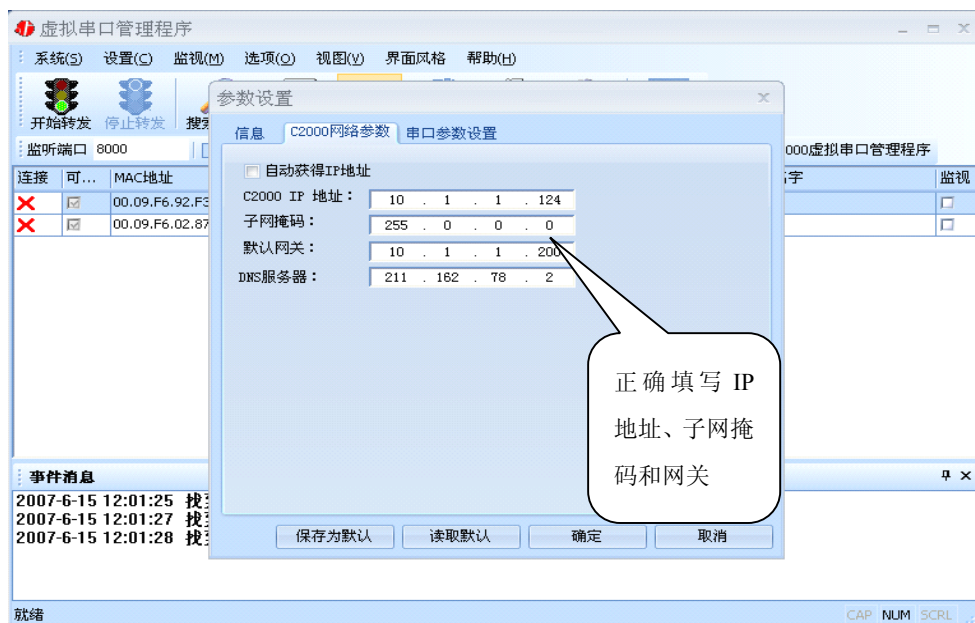 虚拟串口管理程序
系统(S) 设置(C) 监视(M) 选项(O) 视图(V) 界面风格 帮助(H)
开始转发 停止转发
监听端口 8000
000虚拟串口管理程序
连接 可... MAC地址 字 监视
00.09.F6.92.F3
00.09.F6.02.87
参数设置
信息 C2000网络参数 串口参数设置
自动获得IP地址
C2000 IP 地址： 10 . 1 . 1 . 124
子网掩码： 255 . 0 . 0 . 0
默认网关： 10 . 1 . 1 . 200
DNS服务器： 211 . 162 . 78 . 2
正确填写 IP
地址、子网掩
码和网关
保存为默认 读取默认 确定 取消
事件消息
2007-6-15 12:01:25 找
2007-6-15 12:01:27 找
2007-6-15 12:01:28 找
就绪
CAP NUM SCRL